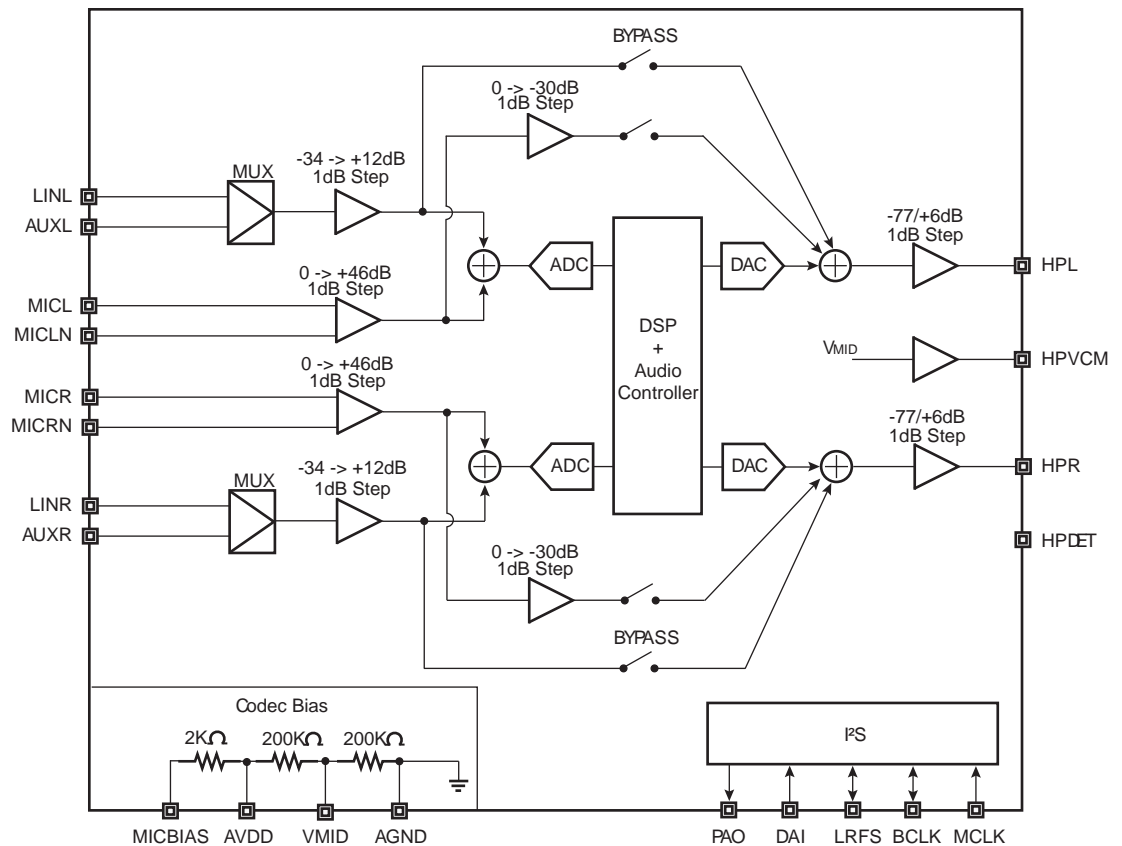 BYPASS
0 -> -30dB
1dB Step
-34 -> +12dB
1dB Step
MUX
LINL
AUXL
-77/+6dB
1dB Step
ADC
DAC
HPL
0 -> +46dB
1dB Step
MICL
MICLN
DSP
+
Audio
Controller
VMID
HPVCM
0 -> +46dB
1dB Step
MICR
MICRN
-77/+6dB
1dB Step
ADC
DAC
HPR
-34 -> +12dB
1dB Step
MUX
LINR
AUXR
HPDET
0 -> -30dB
1dB Step
BYPASS
Codec Bias
2KΩ 200KΩ 200KΩ
I²S
MICBIAS AVDD VMID AGND
PAO DAI LRFS BCLK MCLK